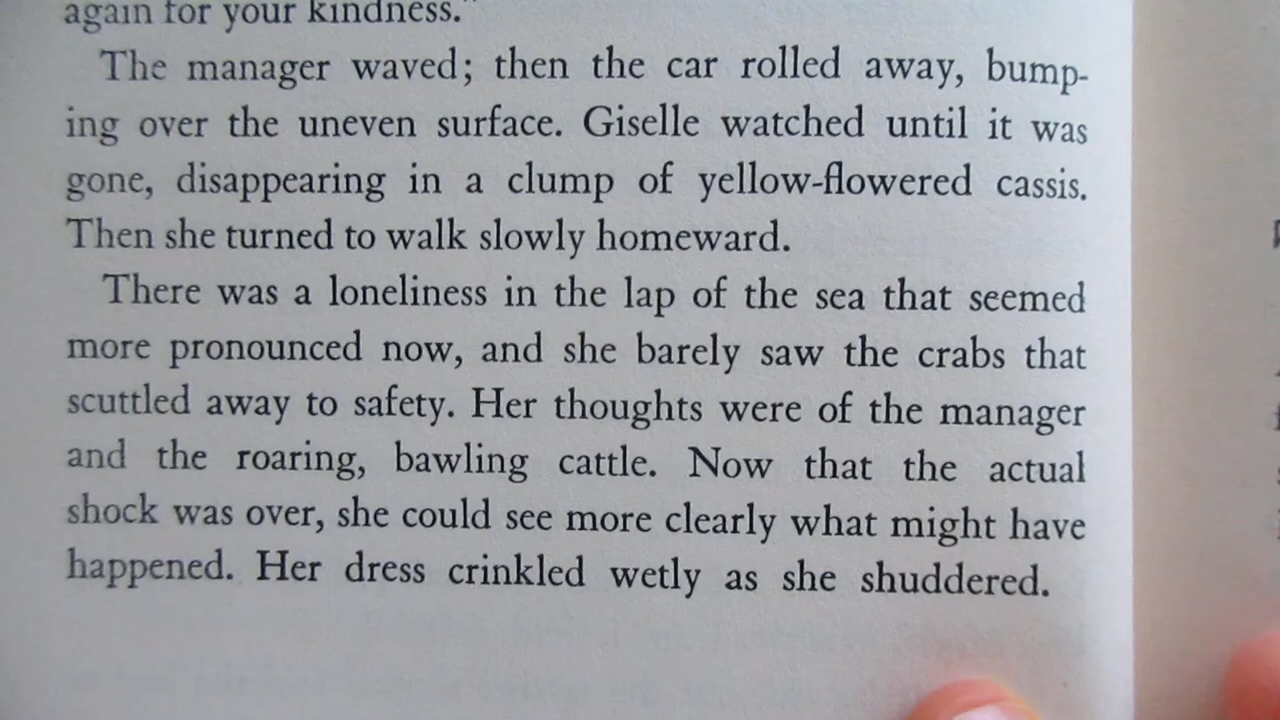 again for your kindness."
The manager waved; then the car rolled away, bump-
ing over the uneven surface. Giselle watched until it was
gone, disappearing in a clump of yellow-flowered cassis.
Then she turned to walk slowly homeward.
There was a loneliness in the lap of the sea that seemed
more pronounced now, and she barely saw the crabs that
scuttled away to safety. Her thoughts were of the manager
and the roaring, bawling cattle. Now that the actual
shock was over, she could see more clearly what might have
happened. Her dress crinkled wetly as she shuddered.